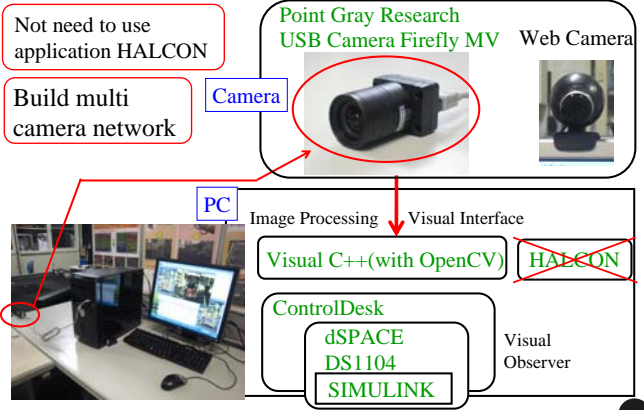 Not need to use
application HALCON
Build multi
camera network
Point Gray Research
USB Camera Firefly MV
Web Camera
Camera
PC
Image Processing
Visual Interface
Visual C++(with OpenCV)
HALCON
ControlDesk
dSPACE
DS1104
SIMULINK
Visual
Observer